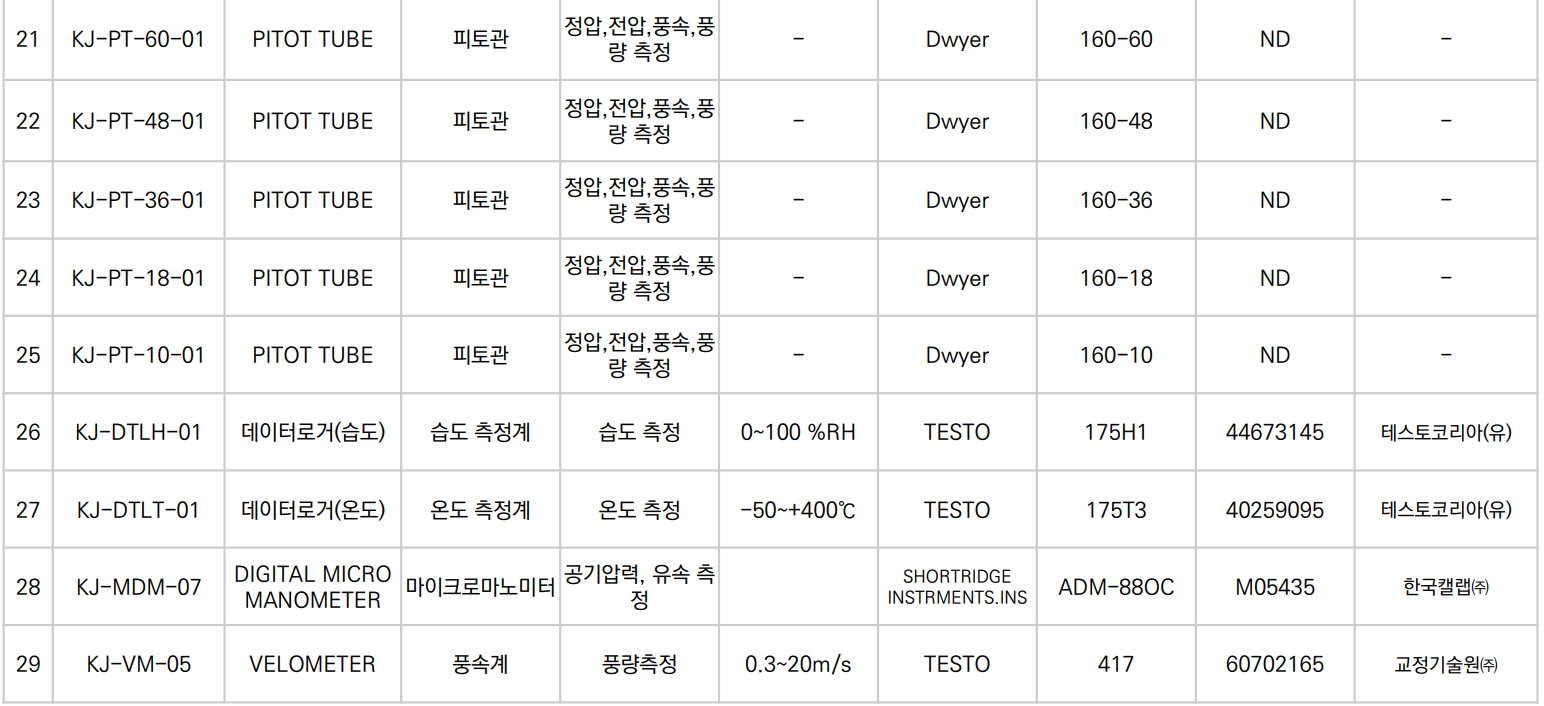 21 KJ-PT-60-01 PITOT TUBE 피토관 정압,전압,풍속,풍량 측정 - Dwyer 160-60 ND -
22 KJ-PT-48-01 PITOT TUBE 피토관 정압,전압,풍속,풍량 측정 - Dwyer 160-48 ND -
23 KJ-PT-36-01 PITOT TUBE 피토관 정압,전압,풍속,풍량 측정 - Dwyer 160-36 ND -
24 KJ-PT-18-01 PITOT TUBE 피토관 정압,전압,풍속,풍량 측정 - Dwyer 160-18 ND -
25 KJ-PT-10-01 PITOT TUBE 피토관 정압,전압,풍속,풍량 측정 - Dwyer 160-10 ND -
26 KJ-DTLH-01 데이터로거(습도) 습도 측정계 습도 측정 0~100 %RH TESTO 175H1 44673145 테스토코리아(유)
27 KJ-DTLT-01 데이터로거(온도) 온도 측정계 온도 측정 -50~+400℃ TESTO 175T3 40259095 테스토코리아(유)
28 KJ-MDM-07 DIGITAL MICRO MANOMETER 마이크로마노미터 공기압력, 유속 측정 SHORTRIDGE INSTRMENTS.INS ADM-88OC M05435 한국캘랩㈜
29 KJ-VM-05 VELOMETER 풍속계 풍량측정 0.3~20m/s TESTO 417 60702165 교정기술원㈜